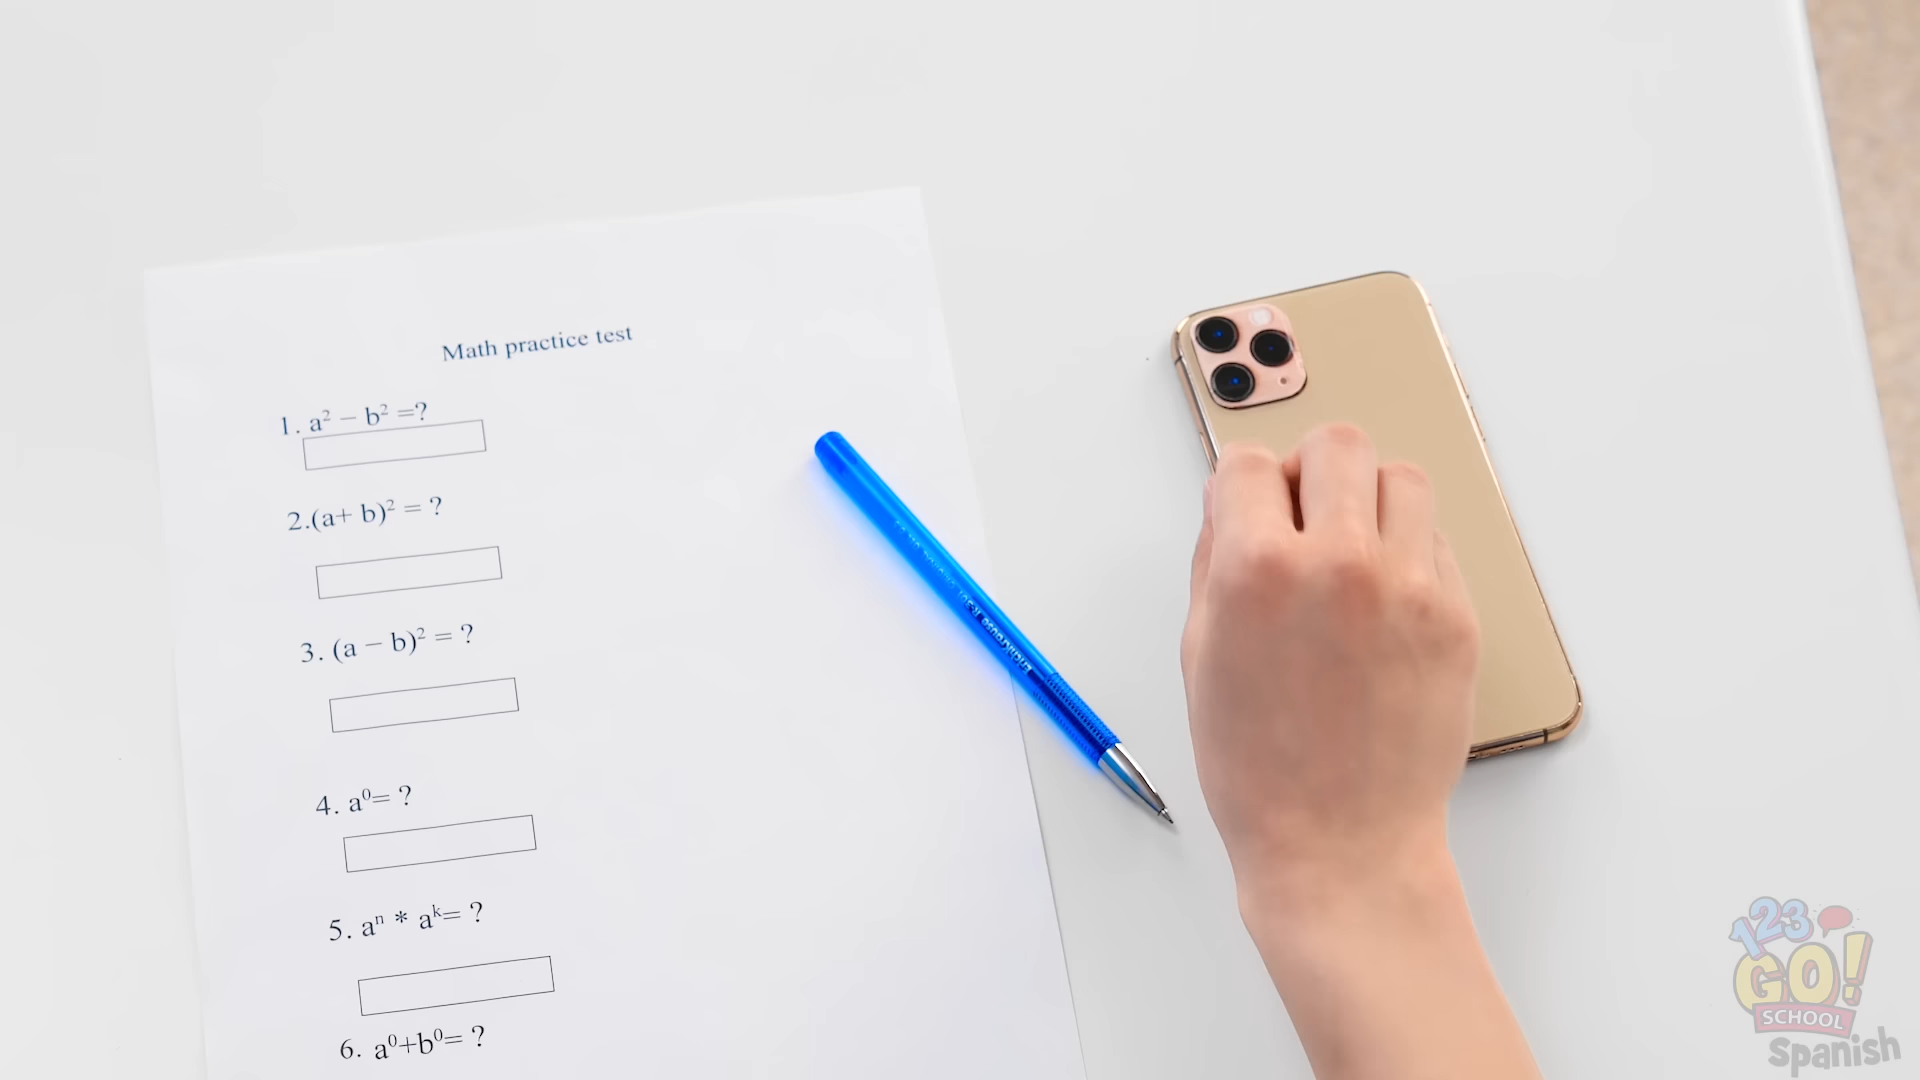 Math practice test
1. a² − b² =?
2.(a+ b)² = ?
3. (a − b)² = ?
4. a⁰= ?
5. aⁿ * aᵏ= ?
6. a⁰+b⁰= ?
123
GO!
SCHOOL
Spanish